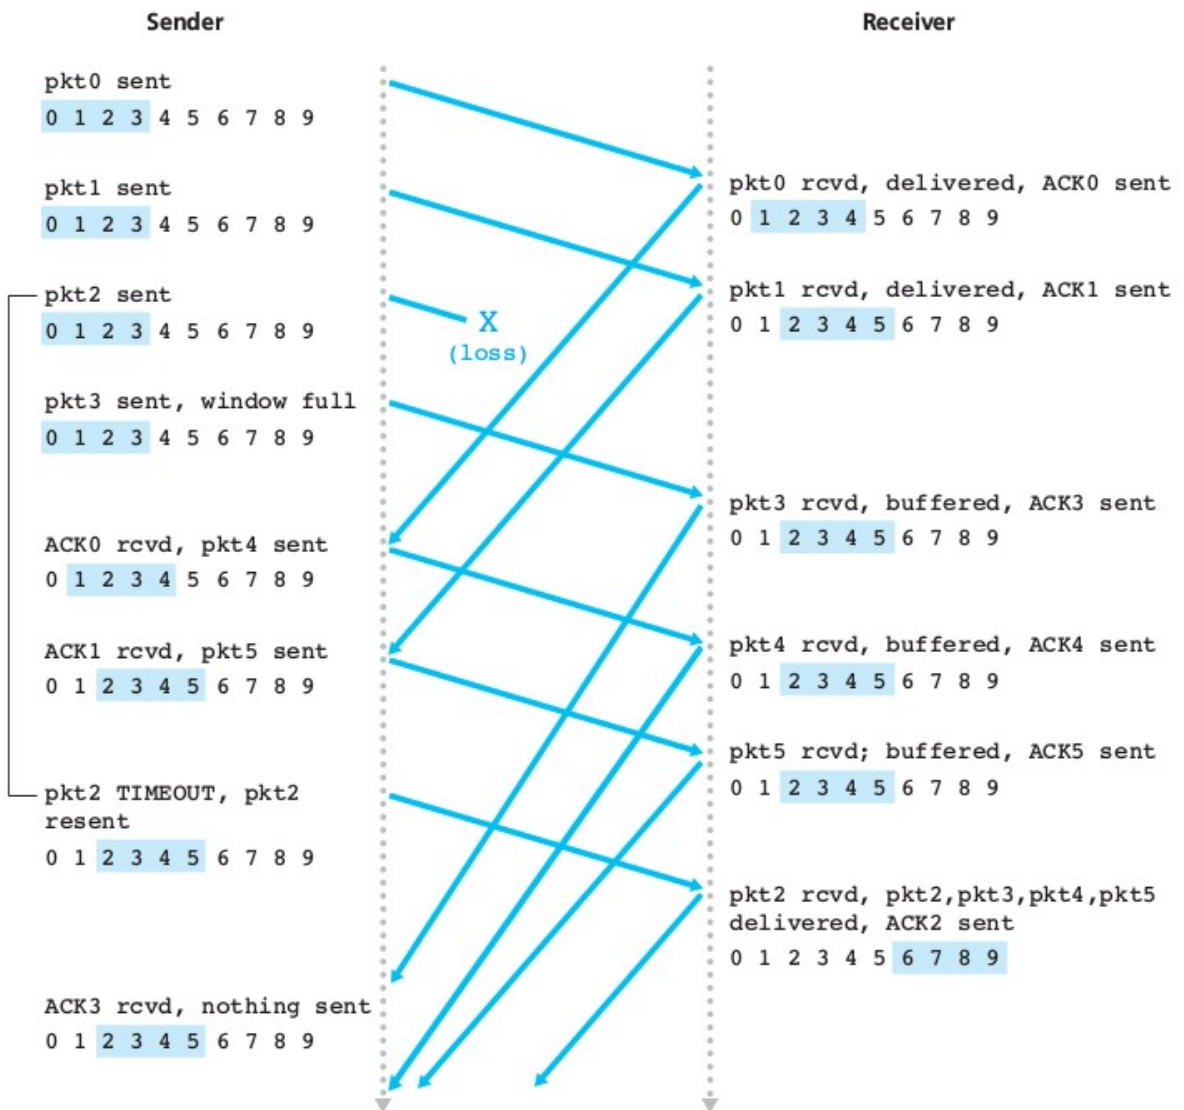 Sender
Receiver
pkt0 sent
0 1 2 3 4 5 6 7 8 9
pkt0 rcvd, delivered, ACK0 sent
0 1 2 3 4 5 6 7 8 9
pkt1 sent
0 1 2 3 4 5 6 7 8 9
pkt1 rcvd, delivered, ACK1 sent
0 1 2 3 4 5 6 7 8 9
pkt2 sent
0 1 2 3 4 5 6 7 8 9
X
(loss)
pkt3 sent, window full
0 1 2 3 4 5 6 7 8 9
pkt3 rcvd; buffered, ACK3 sent
0 1 2 3 4 5 6 7 8 9
ACK0 rcvd, pkt4 sent
0 1 2 3 4 5 6 7 8 9
pkt4 rcvd, buffered, ACK4 sent
0 1 2 3 4 5 6 7 8 9
ACK1 rcvd, pkt5 sent
0 1 2 3 4 5 6 7 8 9
pkt5 rcvd; buffered, ACK5 sent
0 1 2 3 4 5 6 7 8 9
pkt2 TIMEOUT, pkt2
resent
0 1 2 3 4 5 6 7 8 9
pkt2 rcvd, pkt2,pkt3,pkt4,pkt5
delivered, ACK2 sent
0 1 2 3 4 5 6 7 8 9
ACK3 rcvd, nothing sent
0 1 2 3 4 5 6 7 8 9